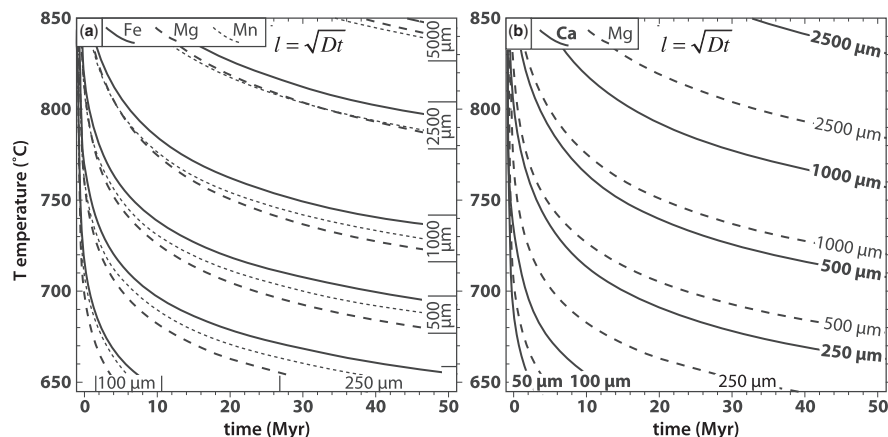 (a) Fe Mg Mn
l = √Dt
5000 µm
2500 µm
1000 µm
500 µm
100 µm
250 µm
850
800
750
700
650
T emperature (˚C)
0 10 20 30 40 50
time (Myr)
(b) Ca Mg
l = √Dt
2500 µm
2500 µm
1000 µm
1000 µm
500 µm
500 µm
250 µm
50 µm 100 µm
250 µm
850
800
750
700
650
0 10 20 30 40 50
time (Myr)